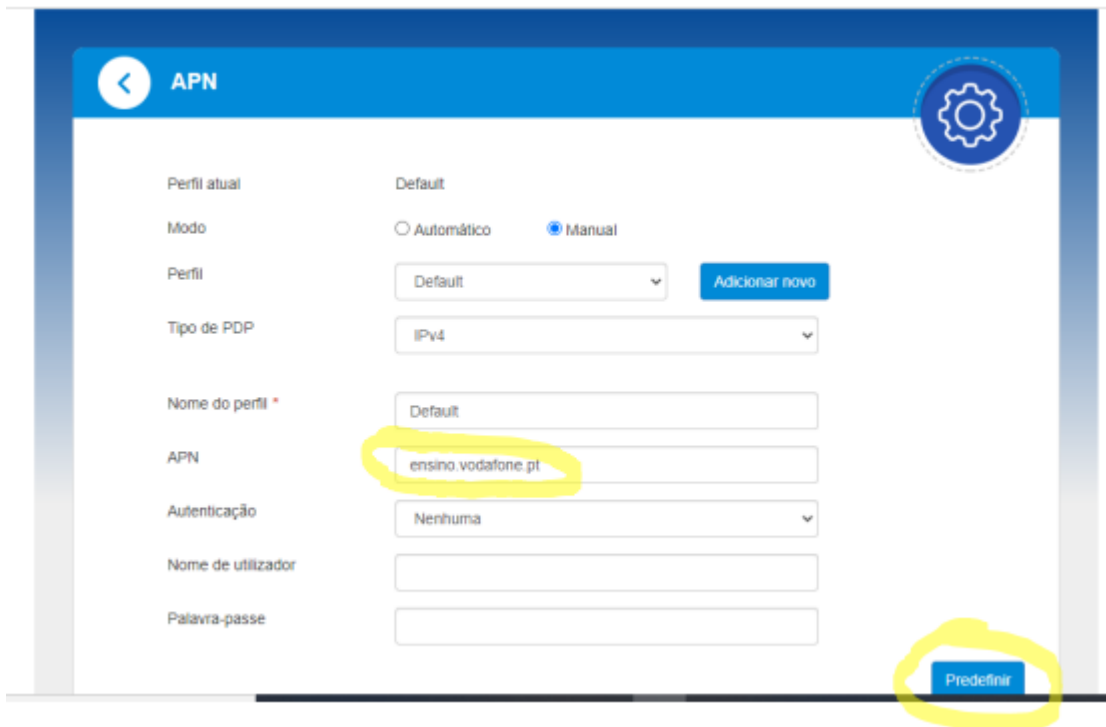 APN
Perfil atual Default
Modo Automático Manual
Perfil Default Adicionar novo
Tipo de PDP IPv4
Nome do perfil * Default
APN ensino.vodafone.pt
Autenticação Nenhuma
Nome de utilizador
Palavra-passe
Predefinir